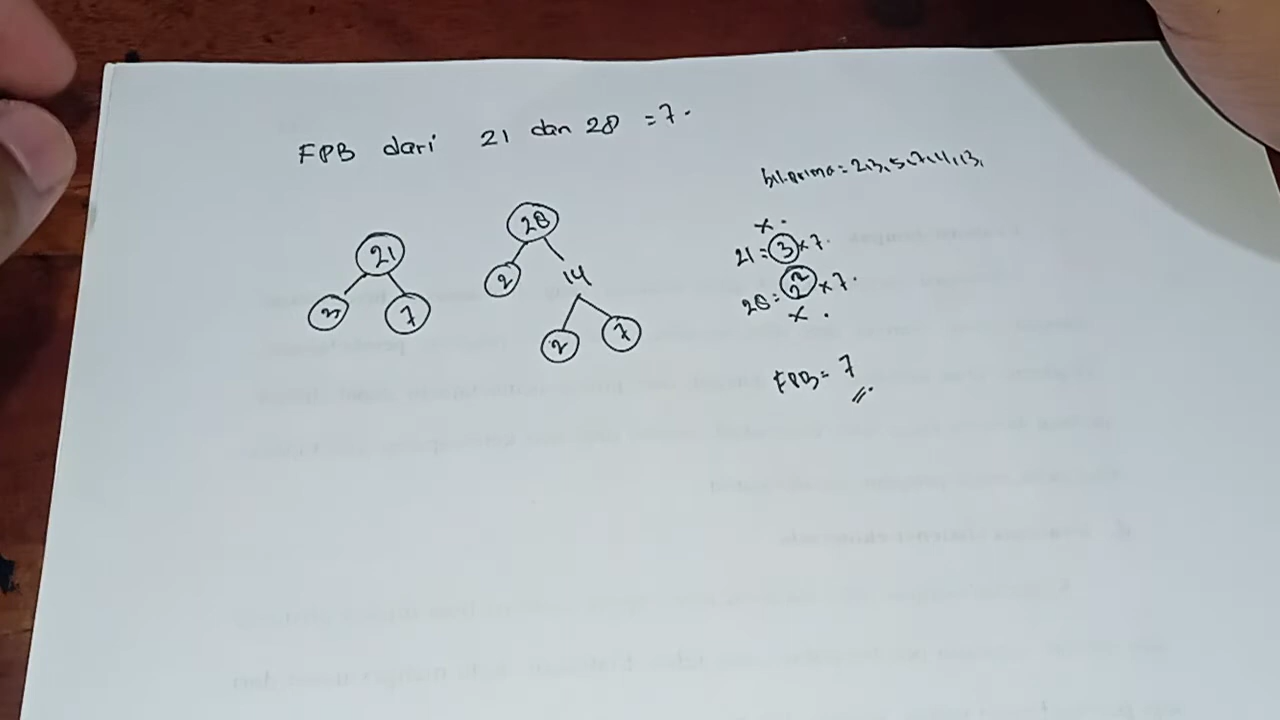 FPB dari 21 dan 28 = 7.
bil.prima = 2,3,5,7,11,13,
21
3 7
28
2 14
2 7
x .
21 = 3 x 7.
28 = 2² x 7.
x .
FPB = 7